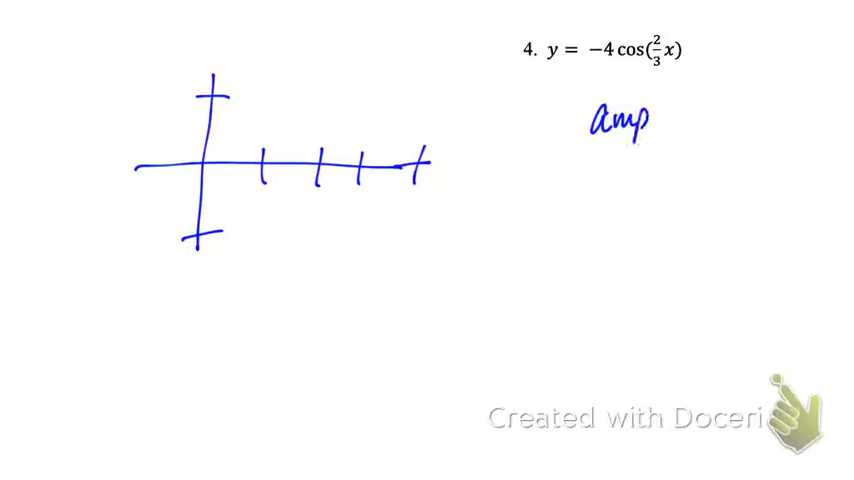 4. y = −4 cos(2/3 x)
amp
Created with Doceri